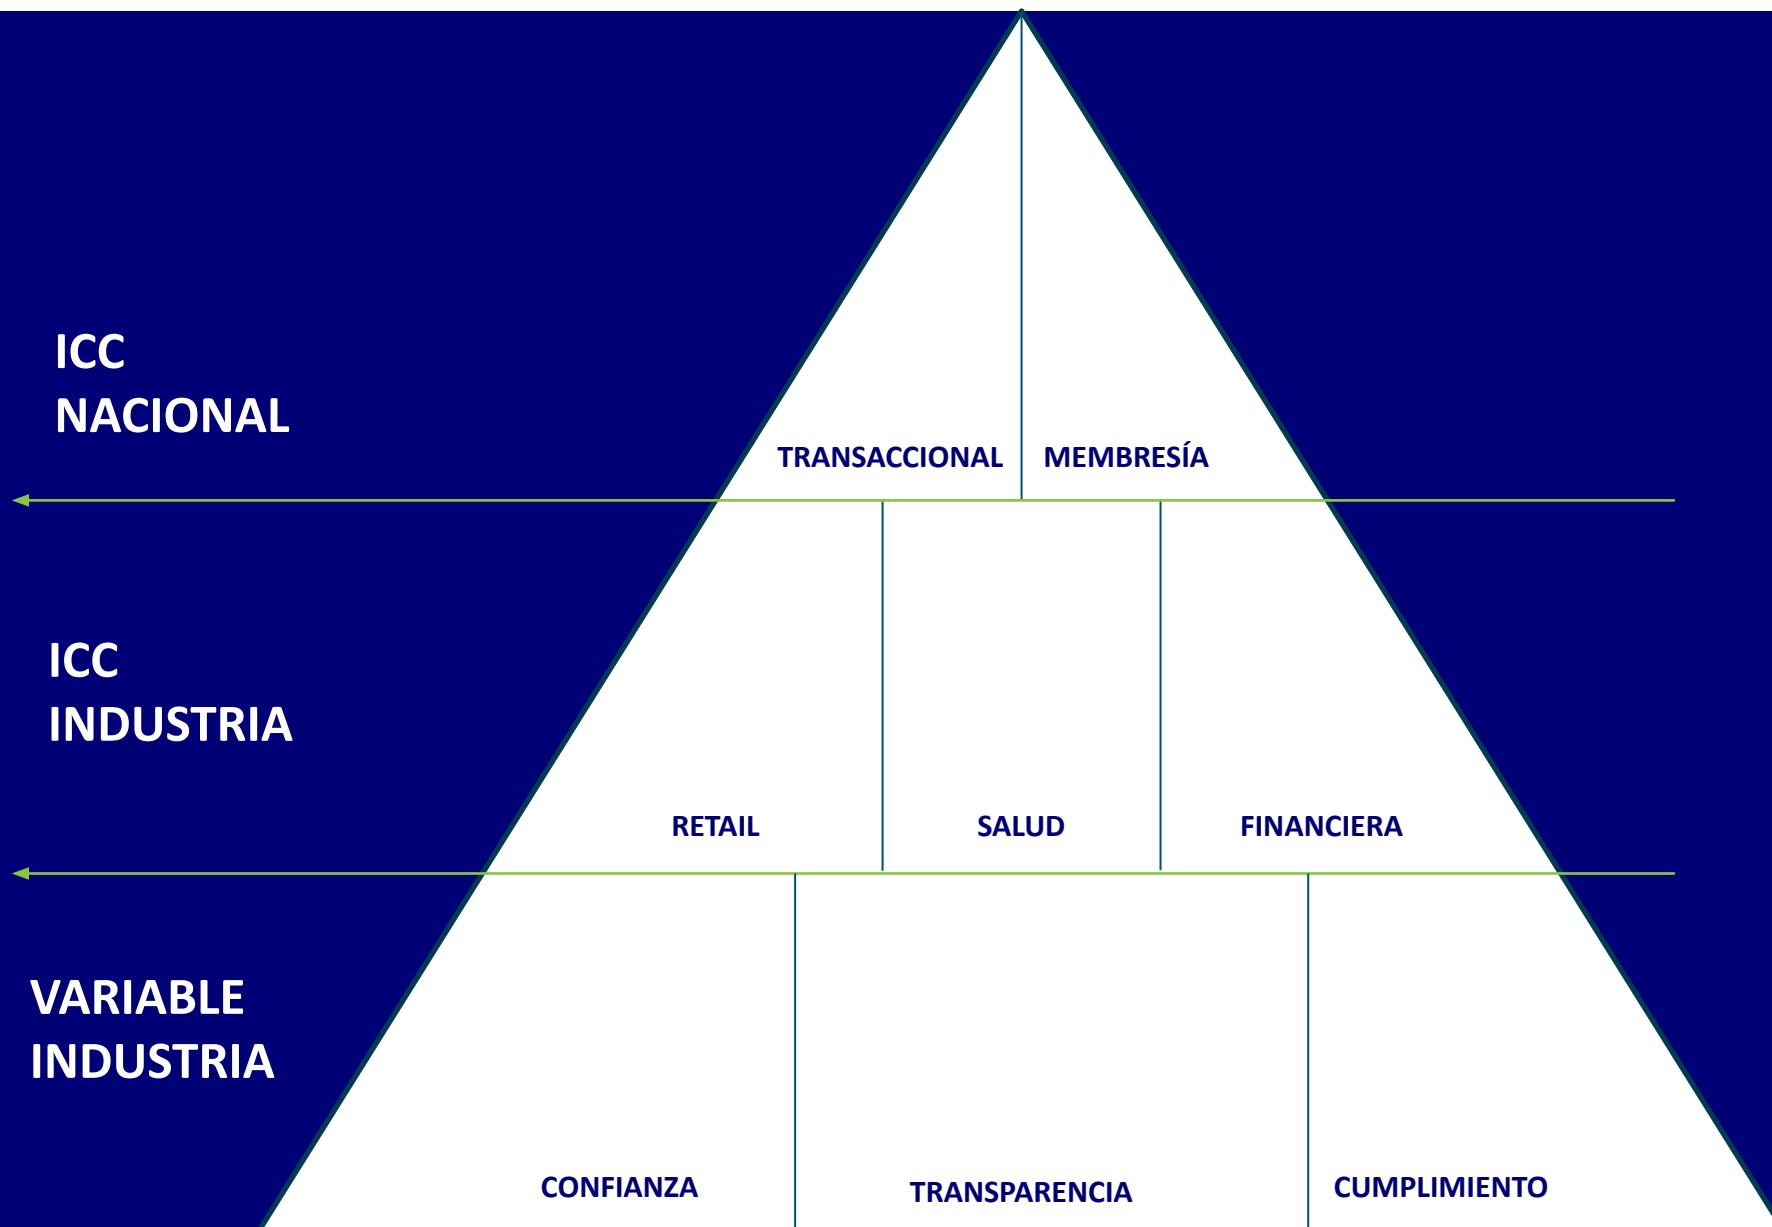 ICC
NACIONAL
TRANSACCIONAL
MEMBRESÍA
ICC
INDUSTRIA
RETAIL
SALUD
FINANCIERA
VARIABLE
INDUSTRIA
CONFIANZA
TRANSPARENCIA
CUMPLIMIENTO